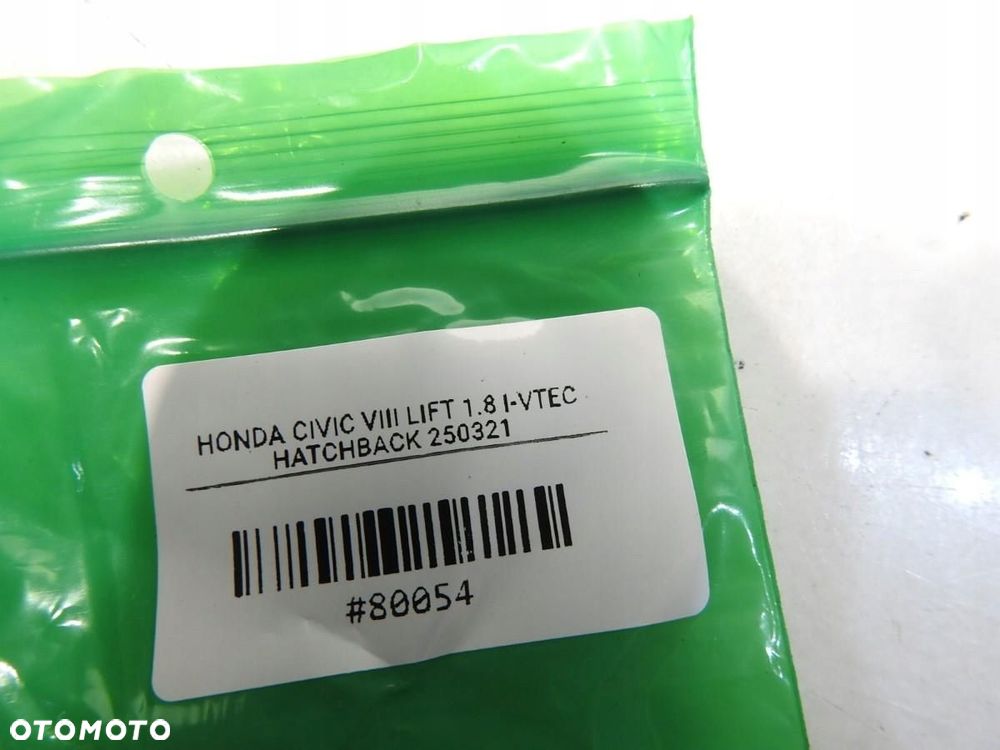 HONDA CIVIC VIII LIFT 1.8 I-VTEC
HATCHBACK 250321
#80054
OTOMOTO